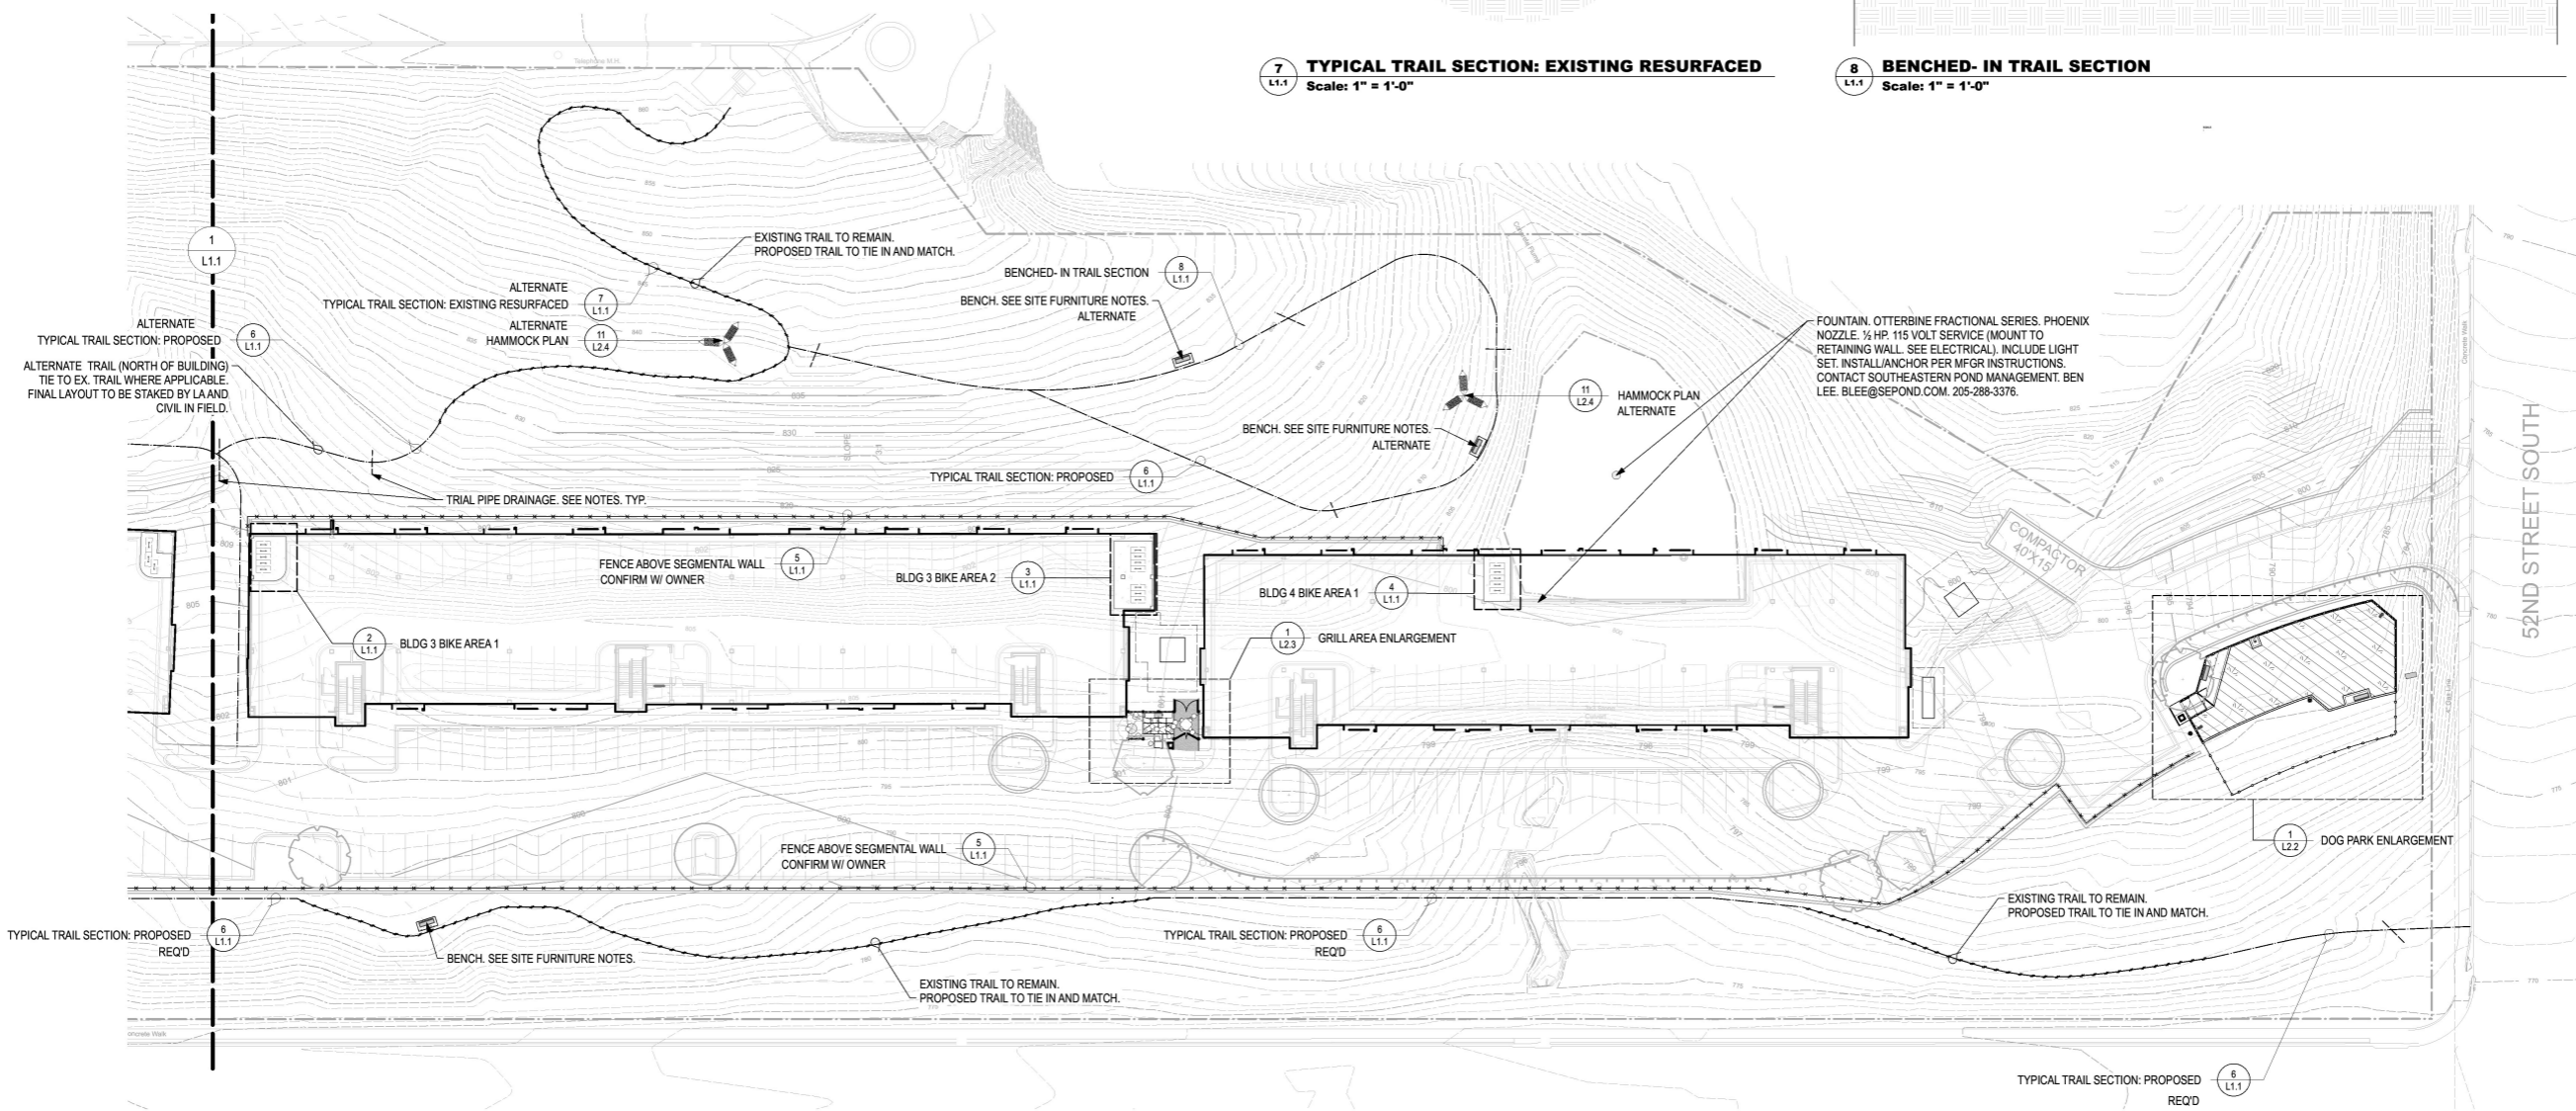 7
L1.1
TYPICAL TRAIL SECTION: EXISTING RESURFACED
Scale: 1" = 1'-0"
8
L1.1
BENCHED- IN TRAIL SECTION
Scale: 1" = 1'-0"
Telephone M.H.
1
L1.1
EXISTING TRAIL TO REMAIN.
PROPOSED TRAIL TO TIE IN AND MATCH.
ALTERNATE
TYPICAL TRAIL SECTION: EXISTING RESURFACED
7
L1.1
ALTERNATE
HAMMOCK PLAN
11
L2.4
ALTERNATE
TYPICAL TRAIL SECTION: PROPOSED
6
L1.1
ALTERNATE TRAIL (NORTH OF BUILDING)
TIE TO EX. TRAIL WHERE APPLICABLE.
FINAL LAYOUT TO BE STAKED BY LA AND
CIVIL IN FIELD.
BENCHED- IN TRAIL SECTION
8
L1.1
BENCH. SEE SITE FURNITURE NOTES.
ALTERNATE
Concrete Flume
FOUNTAIN. OTTERBINE FRACTIONAL SERIES. PHOENIX
NOZZLE. ½ HP. 115 VOLT SERVICE (MOUNT TO
RETAINING WALL. SEE ELECTRICAL). INCLUDE LIGHT
SET. INSTALL/ANCHOR PER MFGR INSTRUCTIONS.
CONTACT SOUTHEASTERN POND MANAGEMENT. BEN
LEE. BLEE@SEPOND.COM. 205-288-3376.
11
L2.4
HAMMOCK PLAN
ALTERNATE
BENCH. SEE SITE FURNITURE NOTES.
ALTERNATE
TYPICAL TRAIL SECTION: PROPOSED
6
L1.1
SLOPE
3:1
TRIAL PIPE DRAINAGE. SEE NOTES. TYP.
FENCE ABOVE SEGMENTAL WALL
CONFIRM W/ OWNER
5
L1.1
BLDG 3 BIKE AREA 2
3
L1.1
BLDG 4 BIKE AREA 1
4
L1.1
2
L1.1
BLDG 3 BIKE AREA 1
1
L2.3
GRILL AREA ENLARGEMENT
COMPACTOR
40'X15'
52ND STREET SOUTH
Concrete Walk
1
L2.2
DOG PARK ENLARGEMENT
FENCE ABOVE SEGMENTAL WALL
CONFIRM W/ OWNER
5
L1.1
TYPICAL TRAIL SECTION: PROPOSED
REQ'D
6
L1.1
BENCH. SEE SITE FURNITURE NOTES.
EXISTING TRAIL TO REMAIN.
PROPOSED TRAIL TO TIE IN AND MATCH.
TYPICAL TRAIL SECTION: PROPOSED
REQ'D
6
L1.1
EXISTING TRAIL TO REMAIN.
PROPOSED TRAIL TO TIE IN AND MATCH.
oncrete Walk
TYPICAL TRAIL SECTION: PROPOSED
REQ'D
6
L1.1